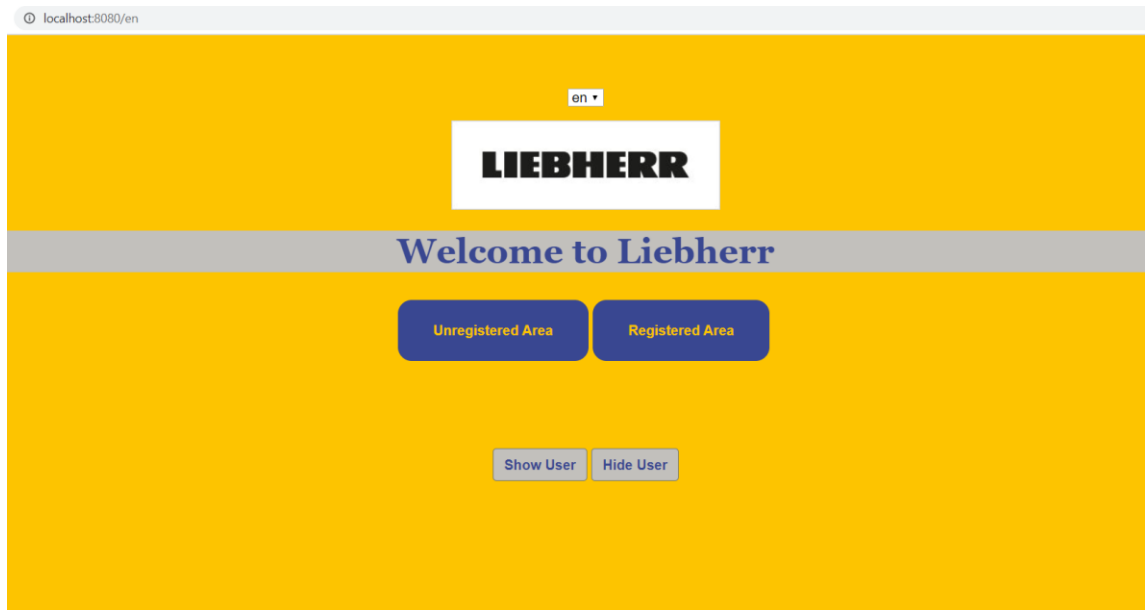 localhost:8080/en
en
LIEBHERR
Welcome to Liebherr
Unregistered Area Registered Area
Show User Hide User